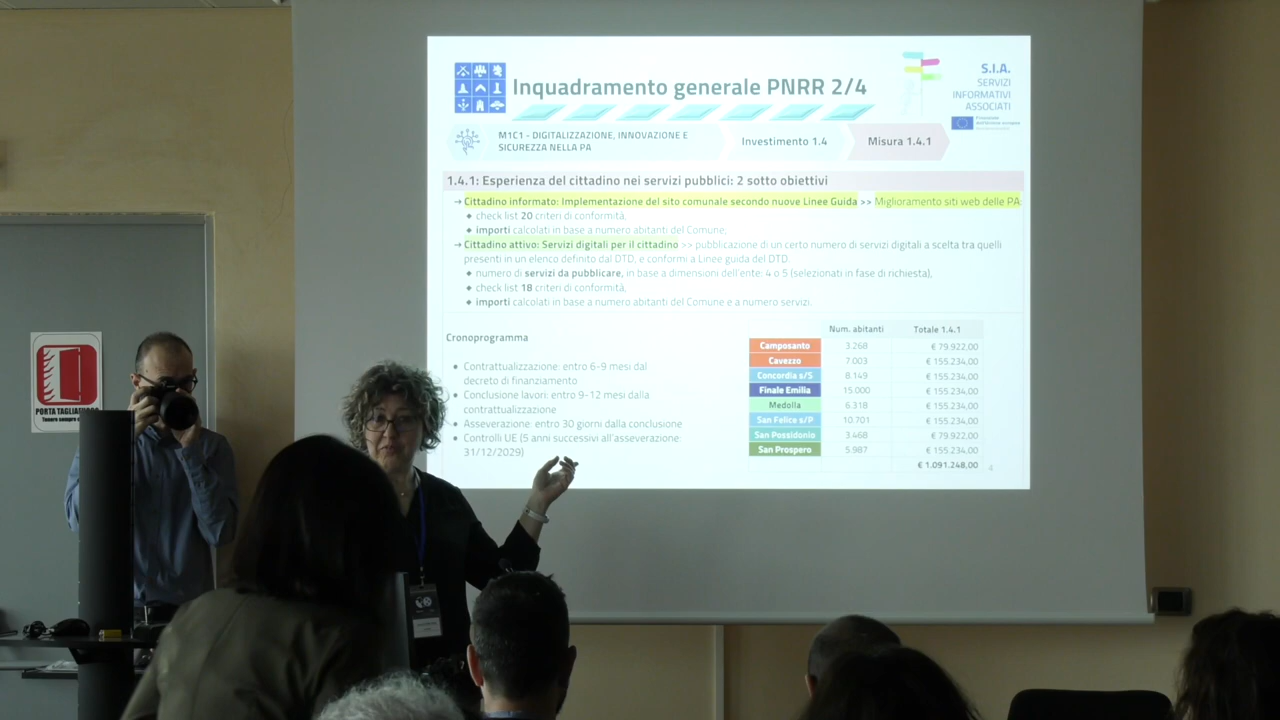 Inquadramento generale PNRR 2/4
S.I.A.
SERVIZI
INFORMATIVI
ASSOCIATI
M1C1 - DIGITALIZZAZIONE, INNOVAZIONE E
SICUREZZA NELLA PA
Investimento 1.4
Misura 1.4.1
1.4.1: Esperienza del cittadino nei servizi pubblici: 2 sotto obiettivi
→ Cittadino informato: Implementazione del sito comunale secondo nuove Linee Guida >> Miglioramento siti web delle PA:
◆ check list 20 criteri di conformità,
◆ importi calcolati in base a numero abitanti del Comune;
→ Cittadino attivo: Servizi digitali per il cittadino >> pubblicazione di un certo numero di servizi digitali a scelta tra quelli
presenti in un elenco definito dal DTD, e conformi a Linee guida del DTD.
◆ numero di servizi da pubblicare, in base a dimensioni dell'ente: 4 o 5 (selezionati in fase di richiesta),
◆ check list 18 criteri di conformità,
◆ importi calcolati in base a numero abitanti del Comune e a numero servizi.
Cronoprogramma
● Contrattualizzazione: entro 6-9 mesi dal
decreto di finanziamento
● Conclusione lavori: entro 9-12 mesi dalla
contrattualizzazione
● Asseverazione: entro 30 giorni dalla conclusione
● Controlli UE (5 anni successivi all'asseverazione:
31/12/2029)
Num. abitanti Totale 1.4.1
Camposanto 3.268 € 79.922,00
Cavezzo 7.003 € 155.234,00
Concordia s/S 8.149 € 155.234,00
Finale Emilia 15.000 € 155.234,00
Medolla 6.318 € 155.234,00
San Felice s/P 10.701 € 155.234,00
San Possidonio 3.468 € 79.922,00
San Prospero 5.987 € 155.234,00
€ 1.091.248,00
4
PORTA TAGLIAFUOCO